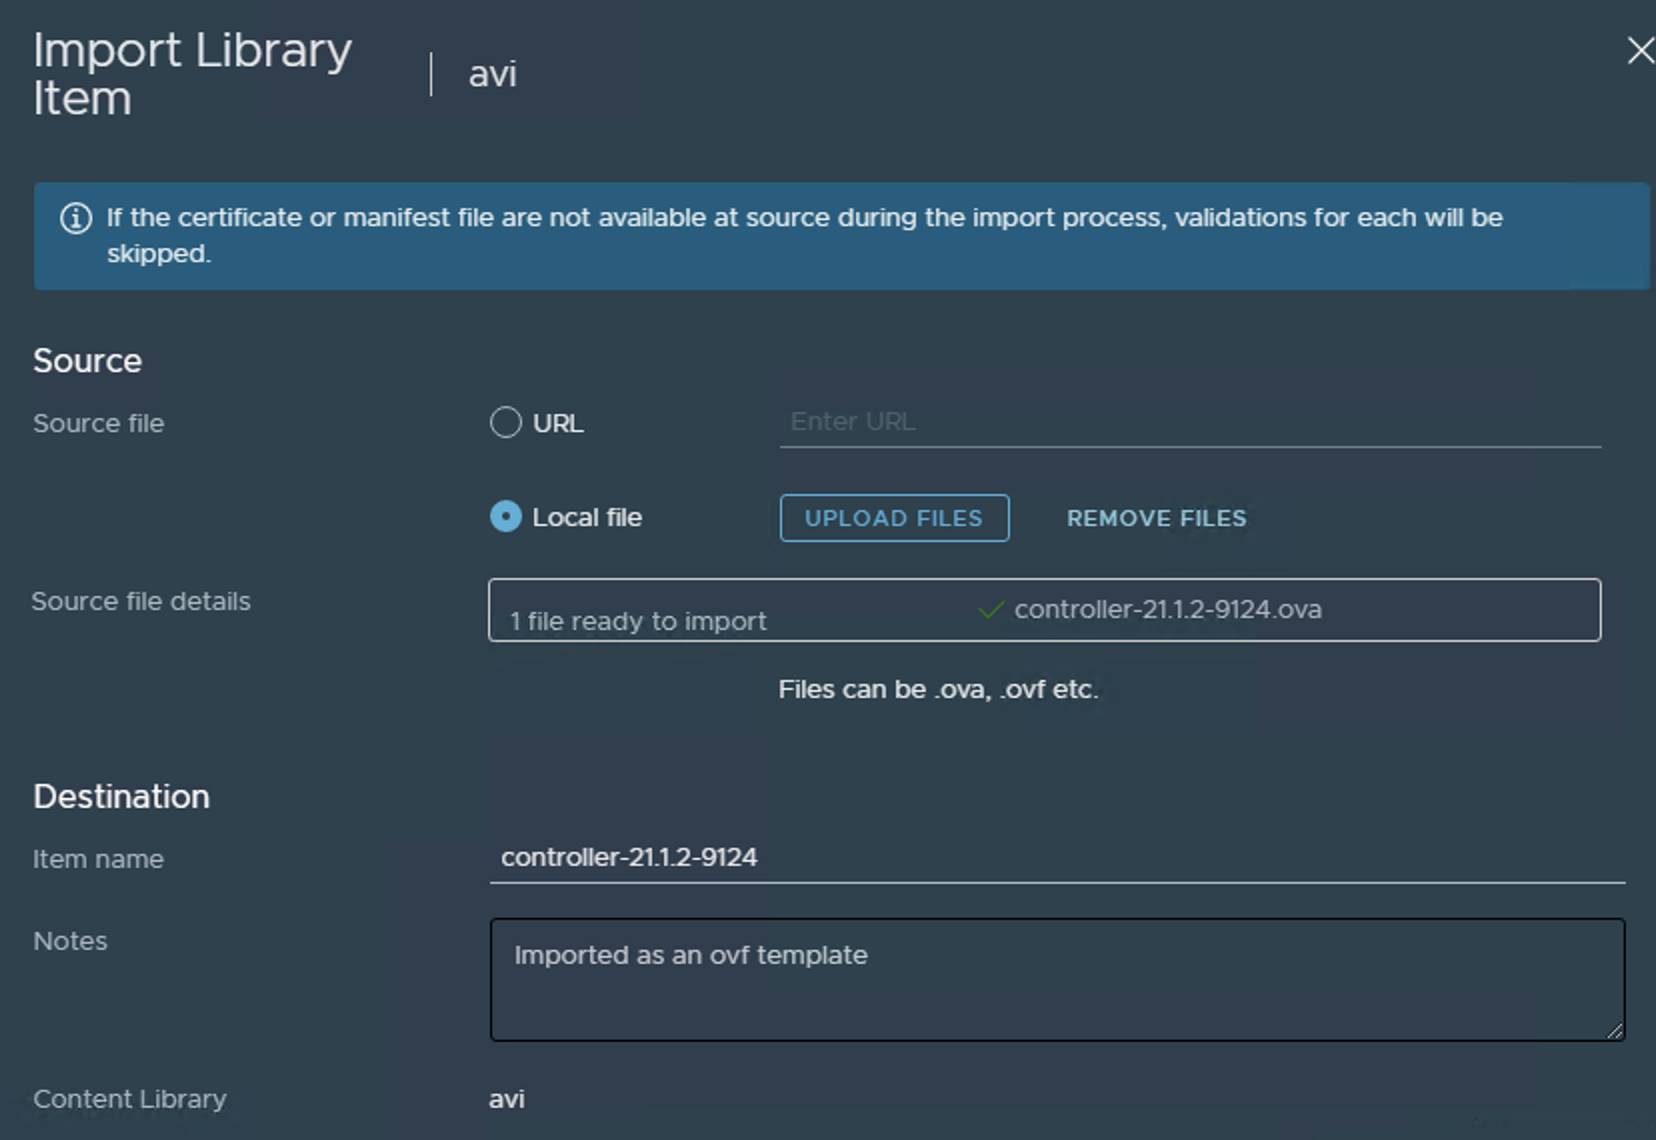 Import Library
Item
avi
If the certificate or manifest file are not available at source during the import process, validations for each will be
skipped.
Source
Source file
URL
Enter URL
Local file
UPLOAD FILES
REMOVE FILES
Source file details
1 file ready to import
controller-21.1.2-9124.ova
Files can be .ova, .ovf etc.
Destination
Item name
controller-21.1.2-9124
Notes
Imported as an ovf template
Content Library
avi